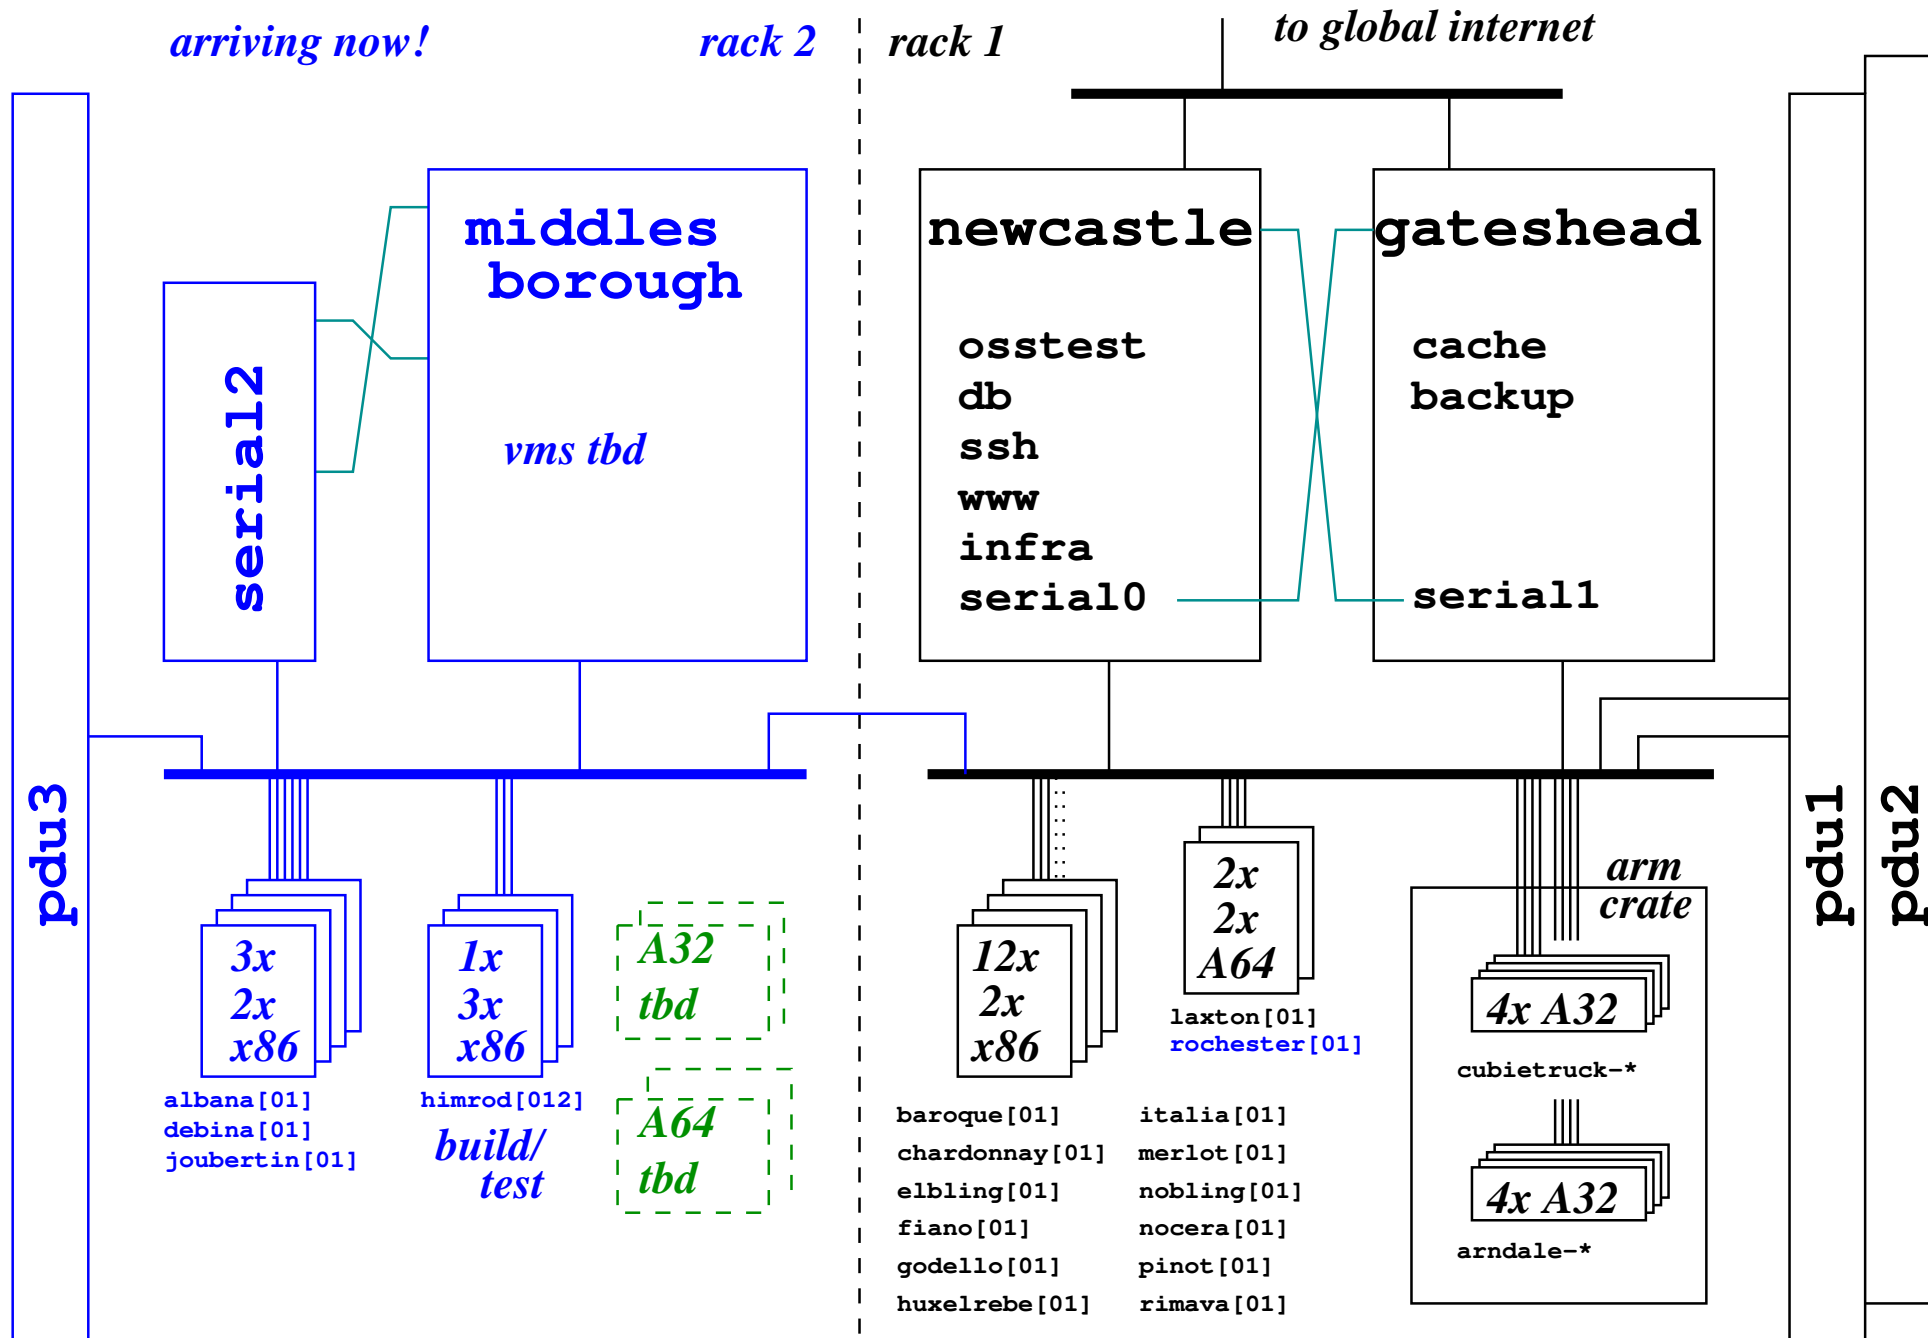 arriving now!
rack 2
rack 1
to global internet
middles
borough
vms tbd
serial2
pdu3
newcastle
osstest
db
ssh
www
infra
serial0
gateshead
cache
backup
serial1
pdu1
pdu2
3x
2x
x86
albana[01]
debina[01]
joubertin[01]
1x
3x
x86
himrod[012]
build/
test
A32
tbd
A64
tbd
12x
2x
x86
baroque[01]
chardonnay[01]
elbling[01]
fiano[01]
godello[01]
huxelrebe[01]
italia[01]
merlot[01]
nobling[01]
nocera[01]
pinot[01]
rimava[01]
2x
2x
A64
laxton[01]
rochester[01]
arm
crate
4x A32
cubietruck-*
4x A32
arndale-*